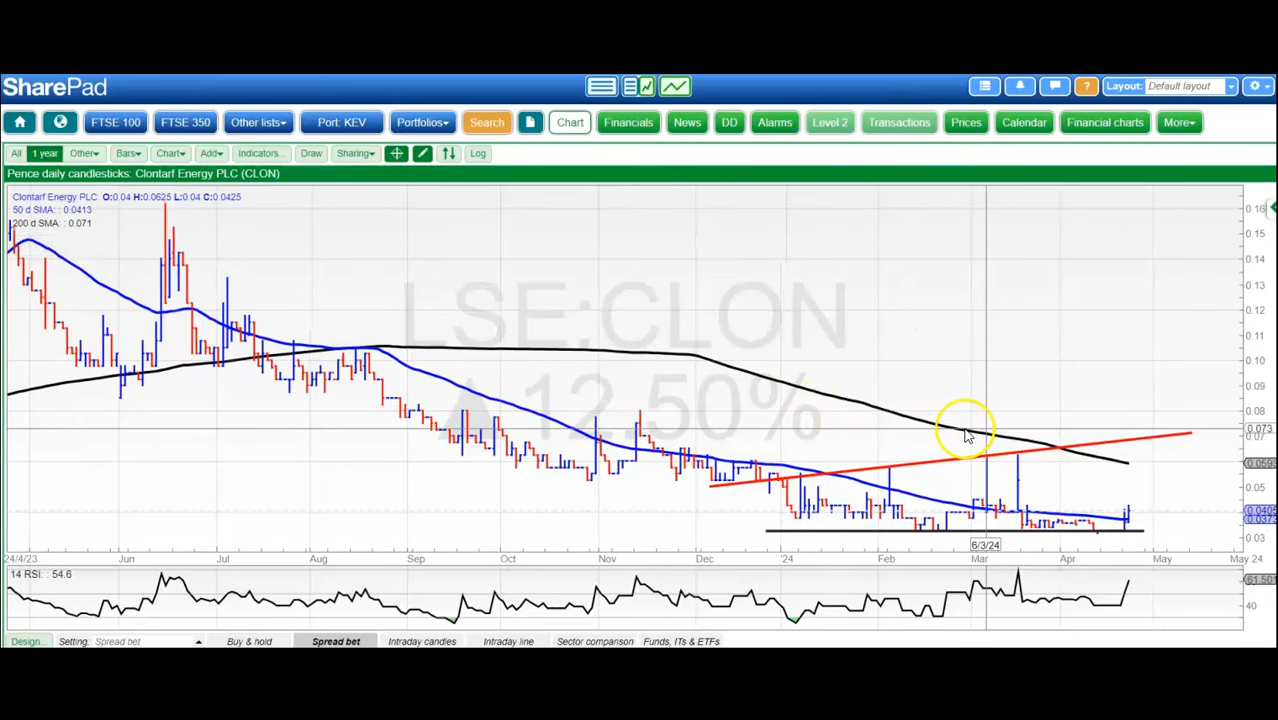 SharePad
? Layout: Default layout
FTSE 100 FTSE 350 Other lists Port: KEV Portfolios Search Chart Financials News DD Alarms Level 2 Transactions Prices Calendar Financial charts More
All 1 year Other Bars Chart Add Indicators... Draw Sharing Log
Pence daily candlesticks: Clontarf Energy PLC (CLON)
Clontarf Energy PLC. O:0.04 H:0.0625 L:0.04 C:0.0425
50 d SMA: : 0.0413
200 d SMA: : 0.071
LSE:CLON
▲12.50%
0.16
0.15
0.14
0.13
0.12
0.11
0.10
0.09
0.08
0.073
0.07
0.05
0.03
6/3/24
24/4/23 Jun Jul Aug Sep Oct Nov Dec '24 Feb Mar Apr May May 24
14 RSI: : 54.6
61.501
40
Design... Setting: Spread bet Buy & hold Spread bet Intraday candles Intraday line Sector comparison Funds, ITs & ETFs